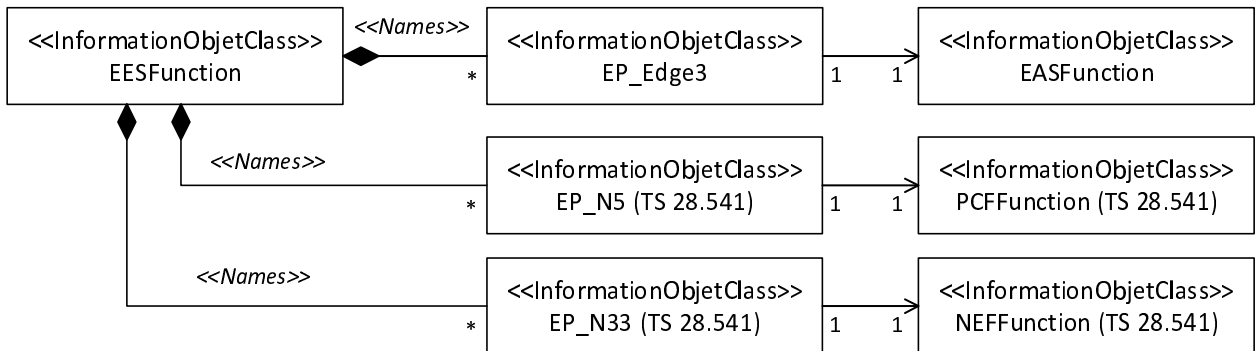 <<Names>>
<<InformationObjetClass>>
EESFunction
*
<<InformationObjetClass>>
EP_Edge3
1 1
<<InformationObjetClass>>
EASFunction
<<Names>>
*
<<InformationObjetClass>>
EP_N5 (TS 28.541)
1 1
<<InformationObjetClass>>
PCFFunction (TS 28.541)
<<Names>>
*
<<InformationObjetClass>>
EP_N33 (TS 28.541)
1 1
<<InformationObjetClass>>
NEFFunction (TS 28.541)